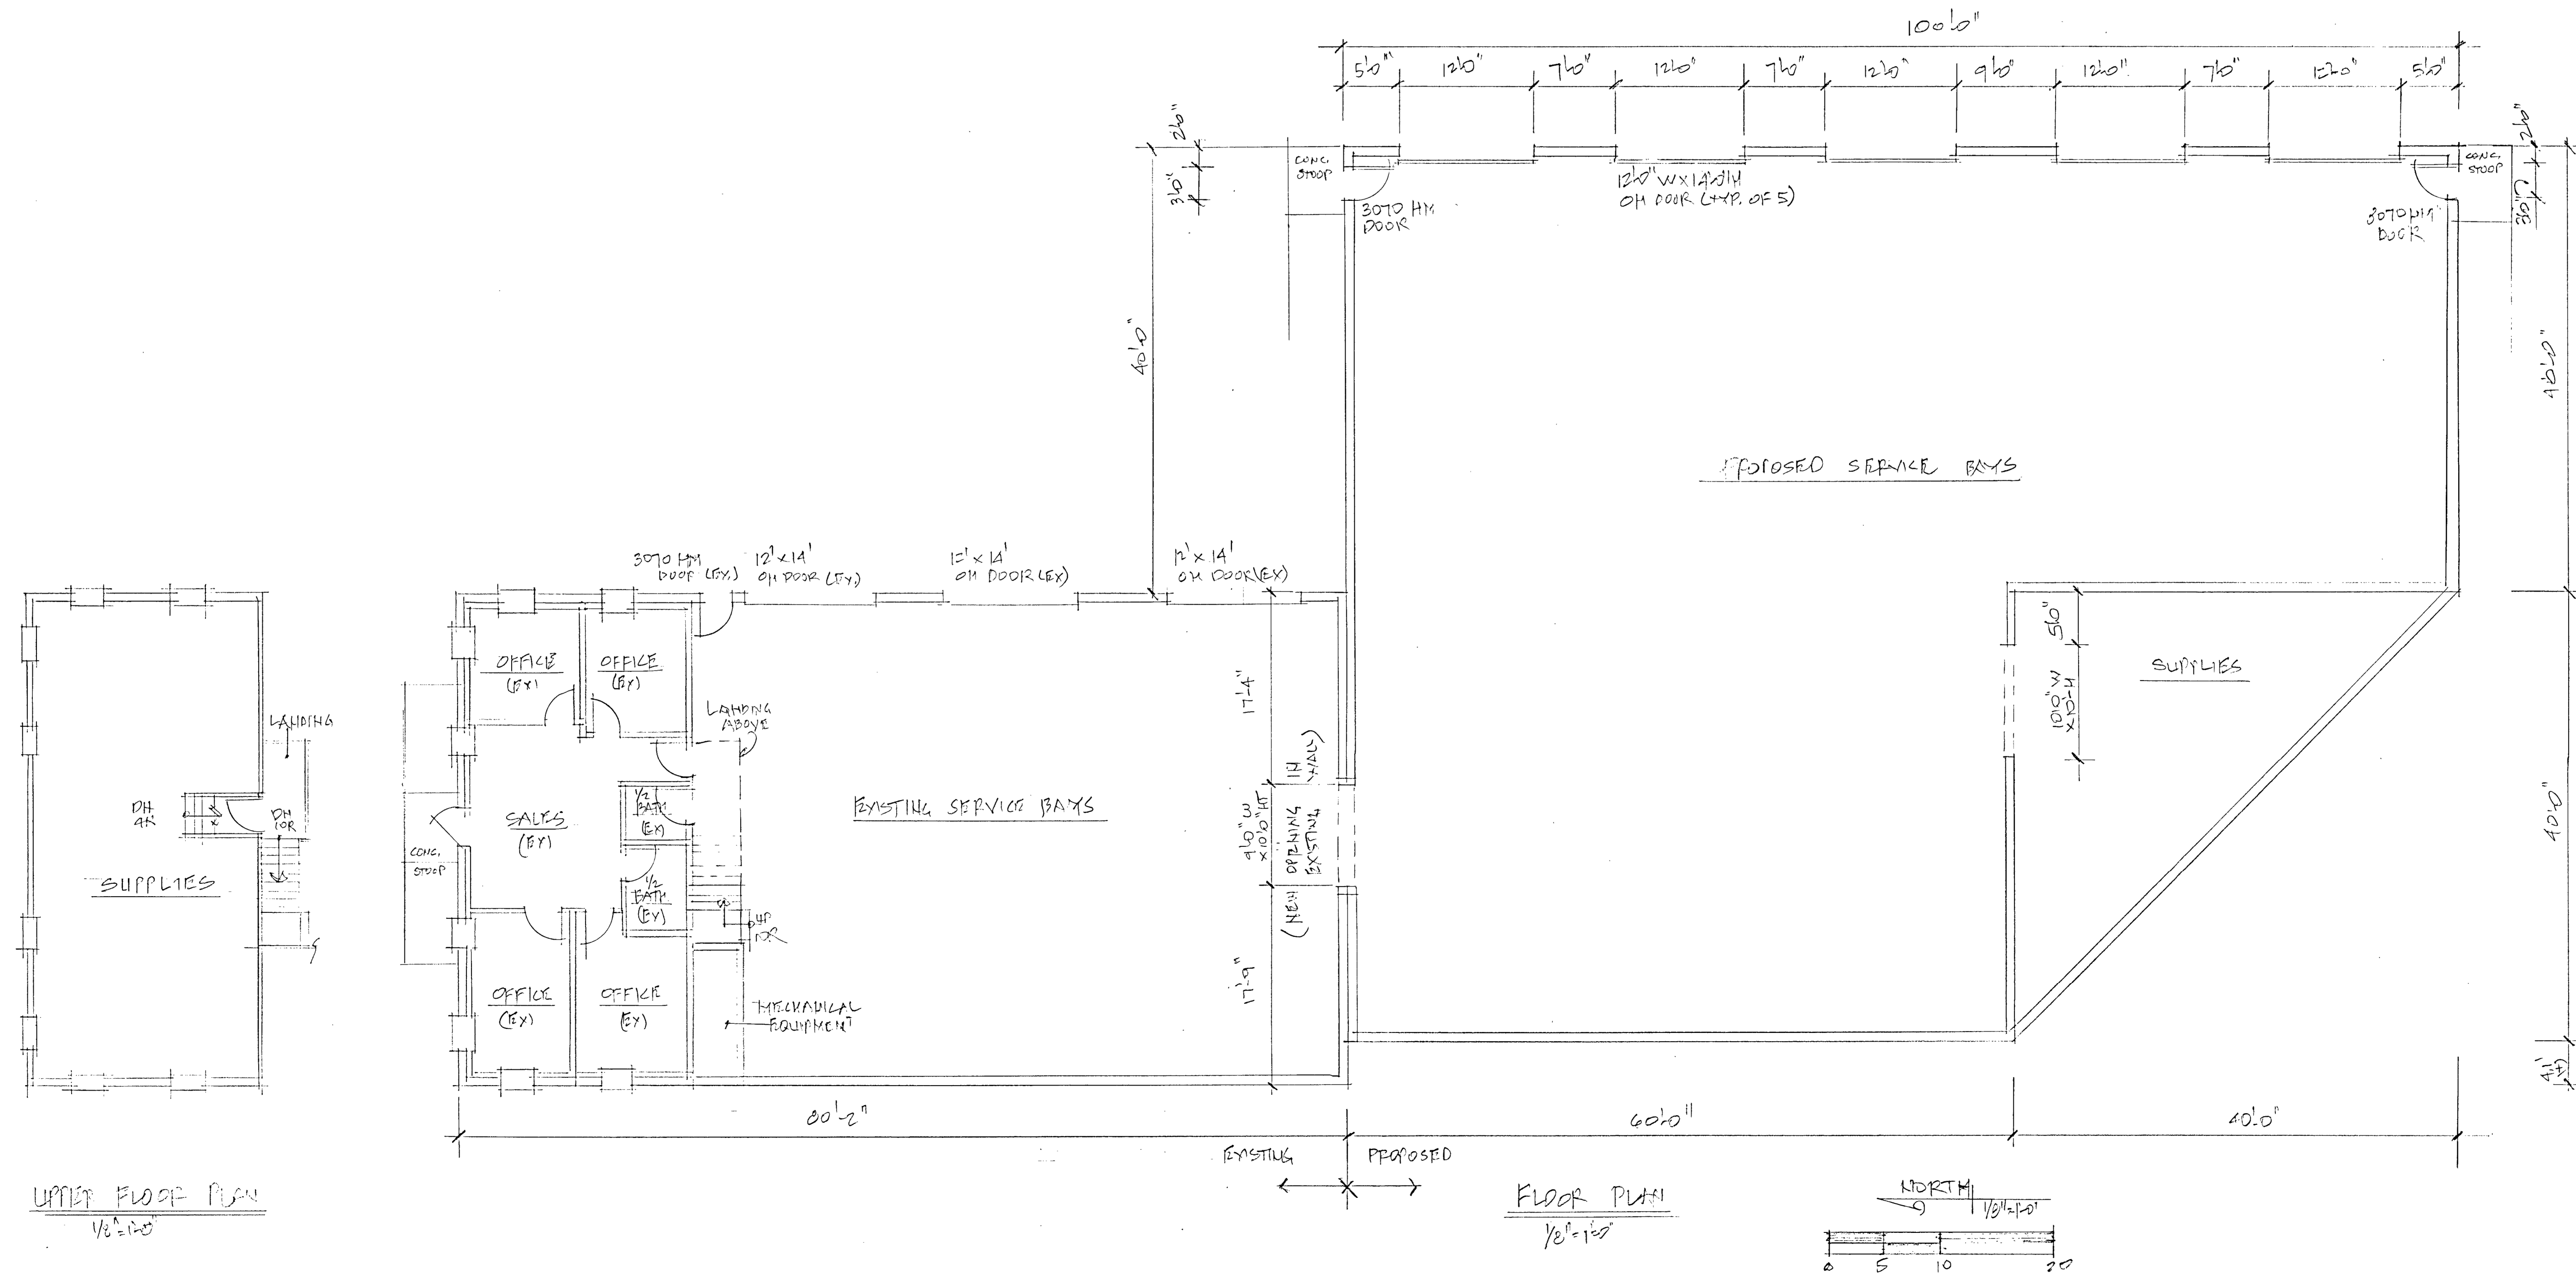 100'-0"
5'-0" 12'-0" 7'-0" 12'-0" 7'-0" 12'-0" 9'-0" 12'-0" 7'-0" 12'-0" 5'-0"
2'-0"
3'-0"
CONC.
STOOP
3070 HM
DOOR
12'-0" W X 14'-0" H
OH DOOR (TYP. OF 5)
CONC.
STOOP
3070 HM
DOOR
2'-0"
3'-0"
40'-0"
40'-0"
PROPOSED SERVICE BAYS
3070 HM
DOOR (EX.)
12' x 14'
OH DOOR (EX.)
12' x 14'
OH DOOR (EX)
12' x 14'
OH DOOR (EX)
OFFICE
(EX)
OFFICE
(EX)
LANDING
ABOVE
17'-4"
5'-0"
10'-0" W
x 10'-H
SUPPLIES
LANDING
DN
4R
DN
10R
SUPPLIES
SALES
(EX)
1/2
BATH
(EX)
1/2
BATH
(EX)
CONC.
STOOP
UP
10R
EXISTING SERVICE BAYS
9'-0" W
x 10'-0" HT
(NEW OPENING IN
EXISTING WALL)
40'-0"
17'-9"
OFFICE
(EX)
OFFICE
(EX)
MECHANICAL
EQUIPMENT
80'-2"
60'-0"
40'-0"
EXISTING
PROPOSED
UPPER FLOOR PLAN
1/8"=1'-0"
FLOOR PLAN
1/8"=1'-0"
NORTH
1/8"=1'-0"
0 5 10 20